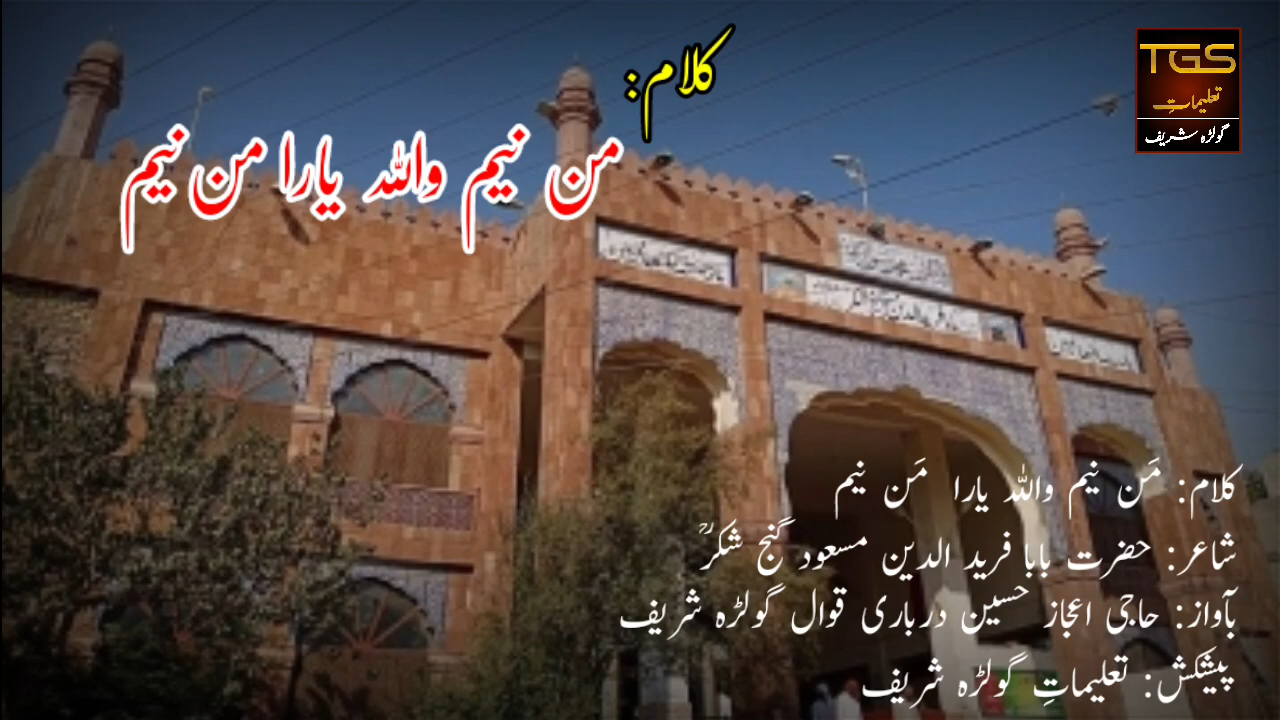 کلام:
من نیم واللہ یارا من نیم
TGS
تعلیماتِ
گولڑہ شریف
کلام: مَن نیم واللہ یارا مَن نیم
شاعر: حضرت بابا فرید الدین مسعود گنج شکرؒ
بآواز: حاجی اعجاز حسین درباری قوال گولڑہ شریف
پیشکش: تعلیماتِ گولڑہ شریف